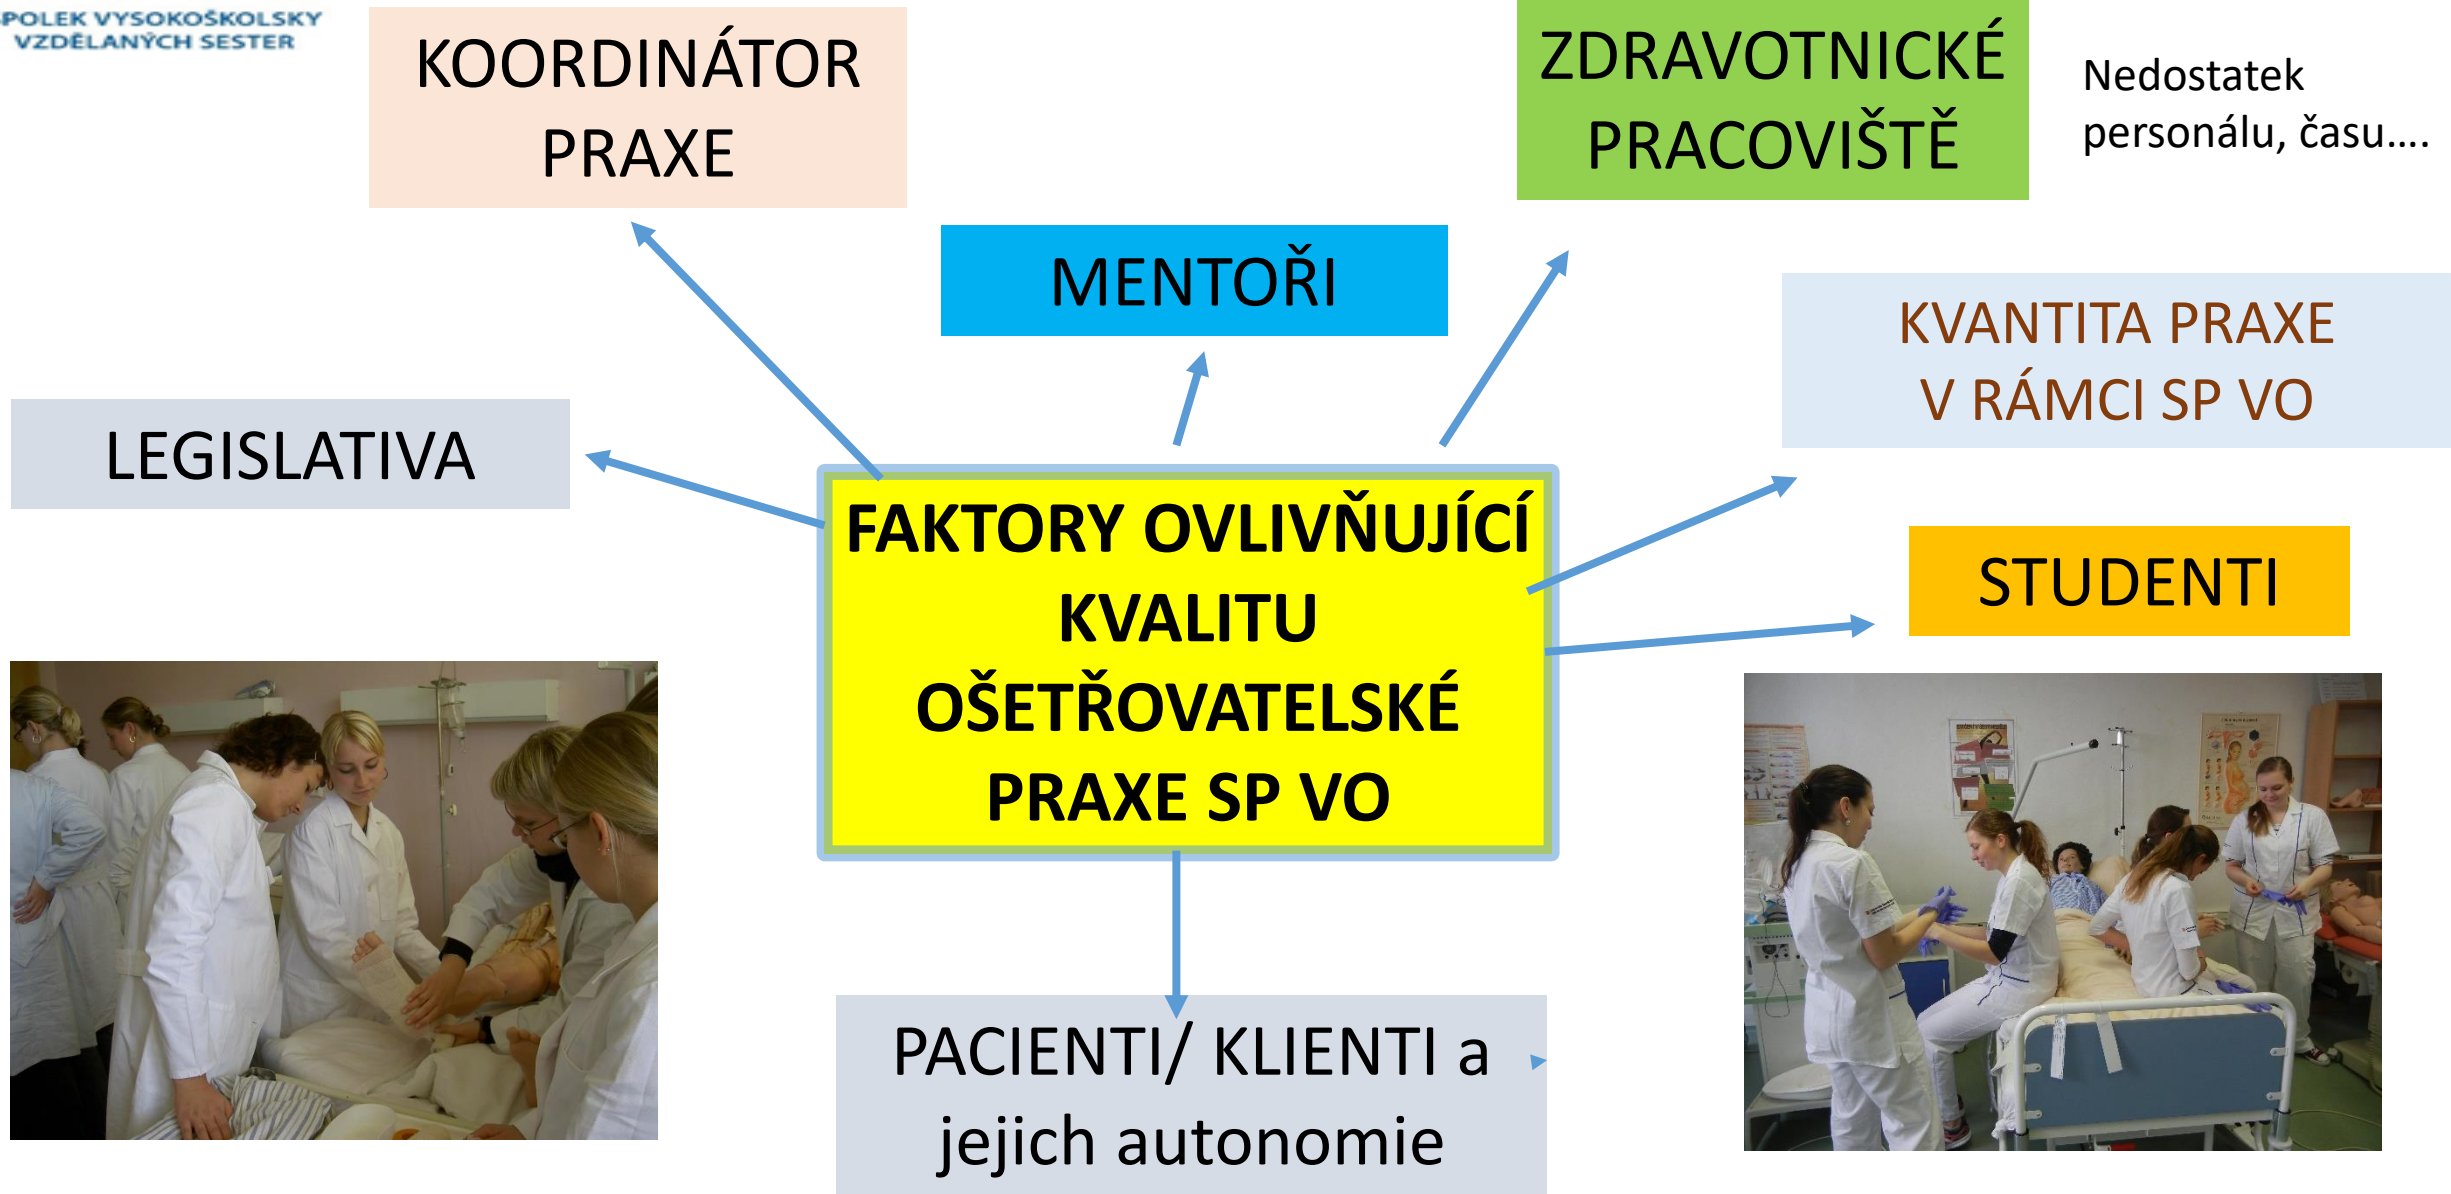 SPOLEK VYSOKOŠKOLSKY
VZDĚLANÝCH SESTER
KOORDINÁTOR
PRAXE
ZDRAVOTNICKÉ
PRACOVIŠTĚ
Nedostatek
personálu, času....
MENTOŘI
KVANTITA PRAXE
V RÁMCI SP VO
LEGISLATIVA
FAKTORY OVLIVŇUJÍCÍ
KVALITU
OŠETŘOVATELSKÉ
PRAXE SP VO
STUDENTI
PACIENTI/ KLIENTI a
jejich autonomie